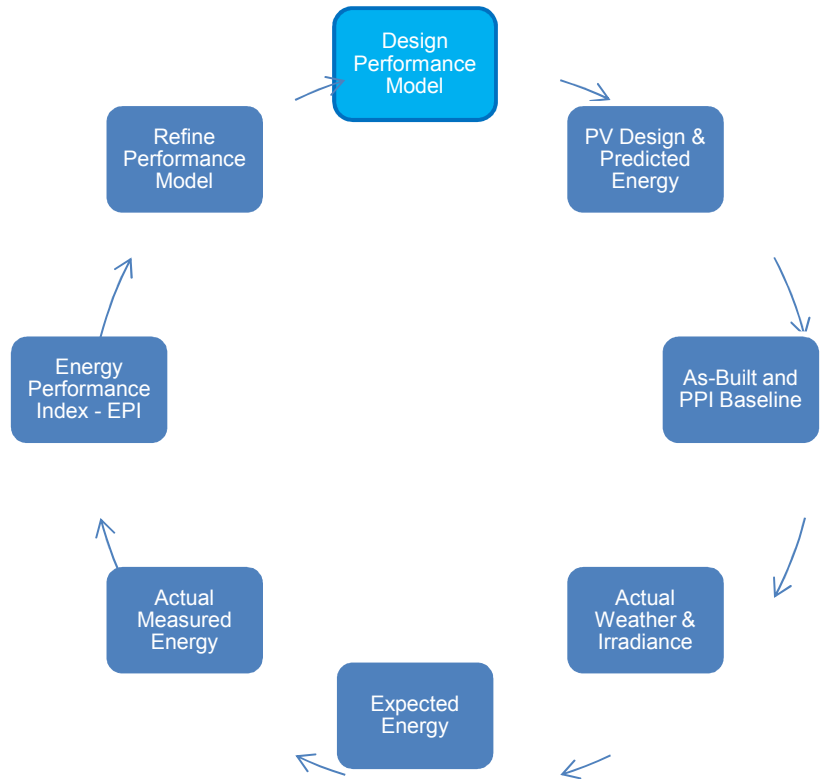 Design
Performance
Model
PV Design &
Predicted
Energy
As-Built and
PPI Baseline
Actual
Weather &
Irradiance
Expected
Energy
Actual
Measured
Energy
Energy
Performance
Index - EPI
Refine
Performance
Model